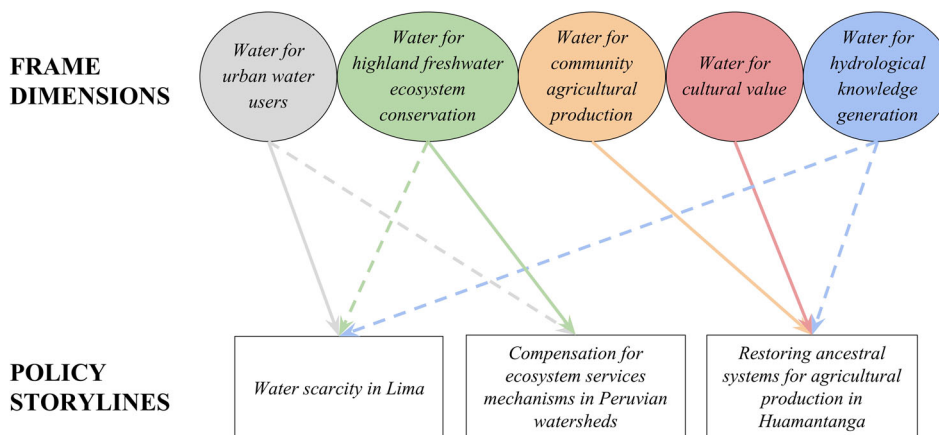 FRAME
DIMENSIONS
Water for
urban water
users
Water for
highland freshwater
ecosystem
conservation
Water for
community
agricultural
production
Water for
cultural value
Water for
hydrological
knowledge
generation
POLICY
STORYLINES
Water scarcity in Lima
Compensation for
ecosystem services
mechanisms in Peruvian
watersheds
Restoring ancestral
systems for agricultural
production in
Huamantanga